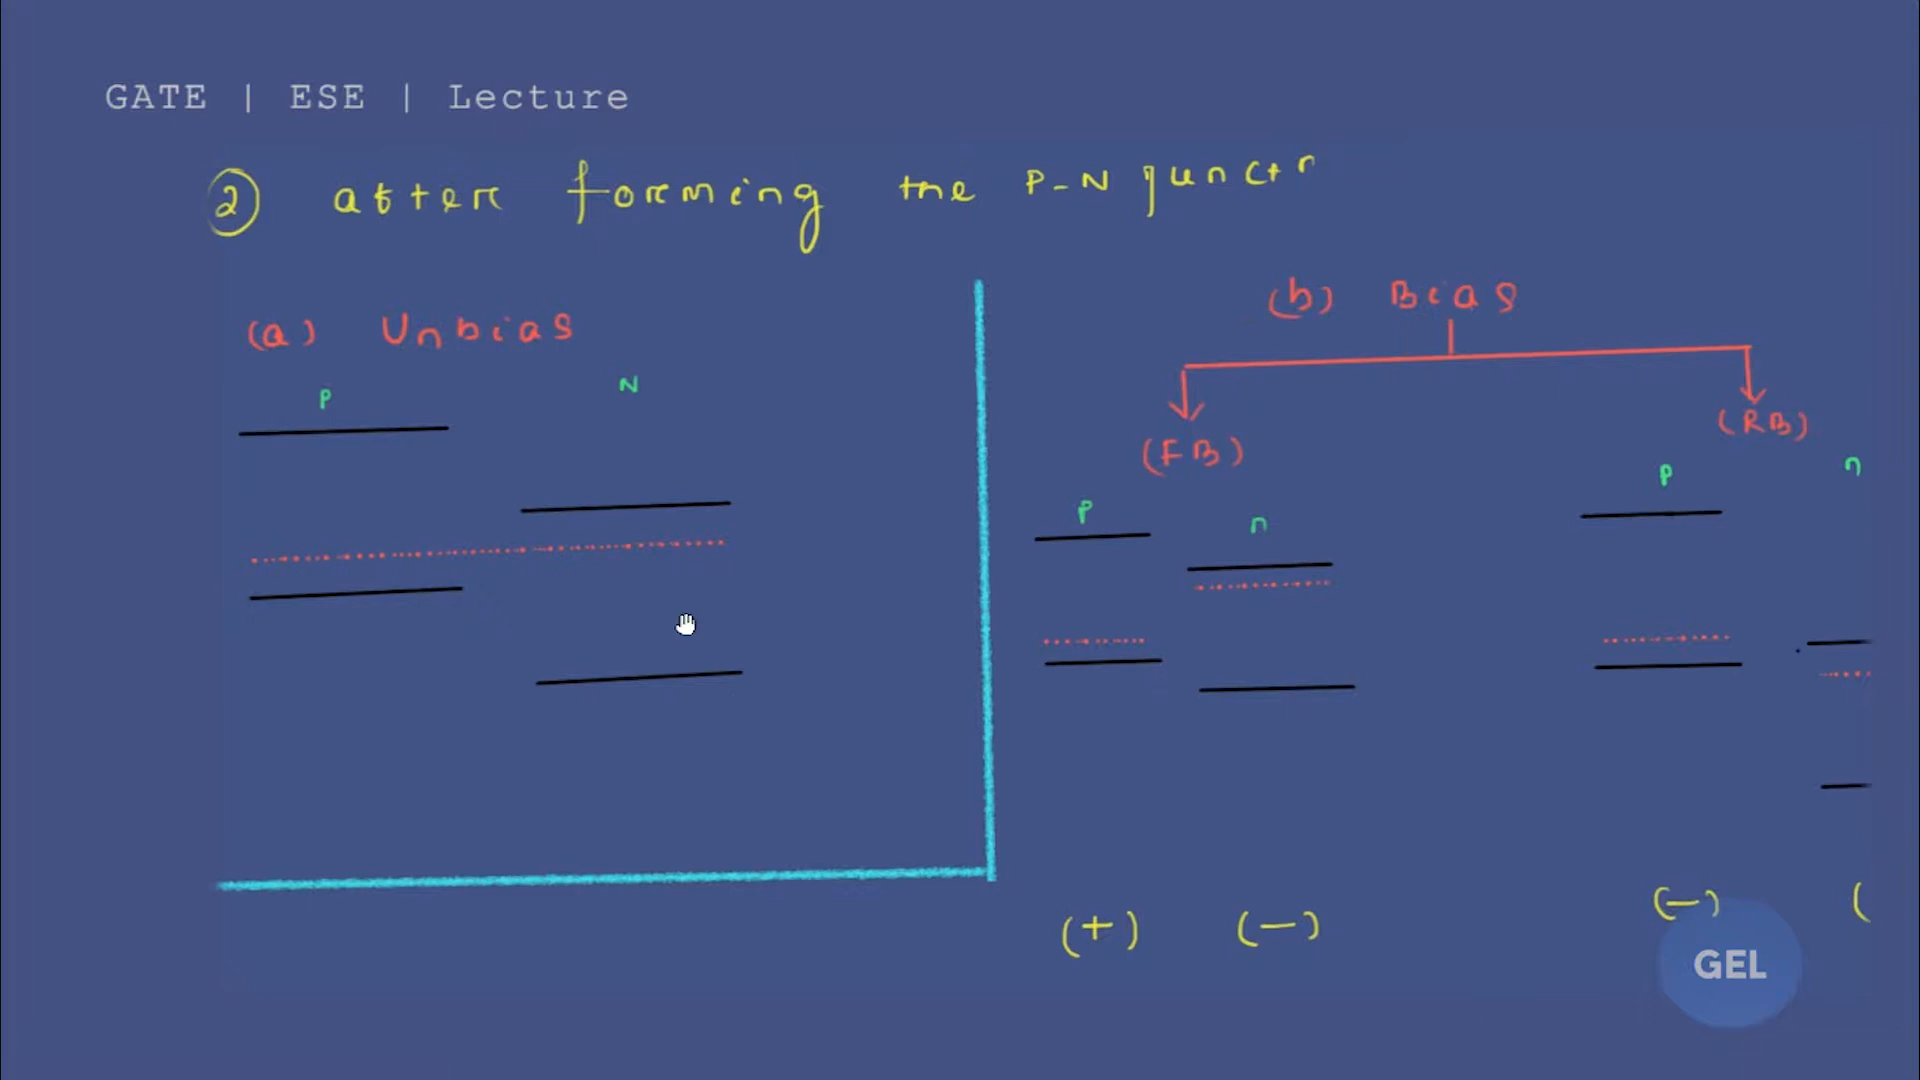 GATE | ESE | Lecture
② after forming the P-N junctn
(a) Unbias
P N
(b) Bias
(FB) (RB)
P n
P n
(+) (-)
(-) (
GEL